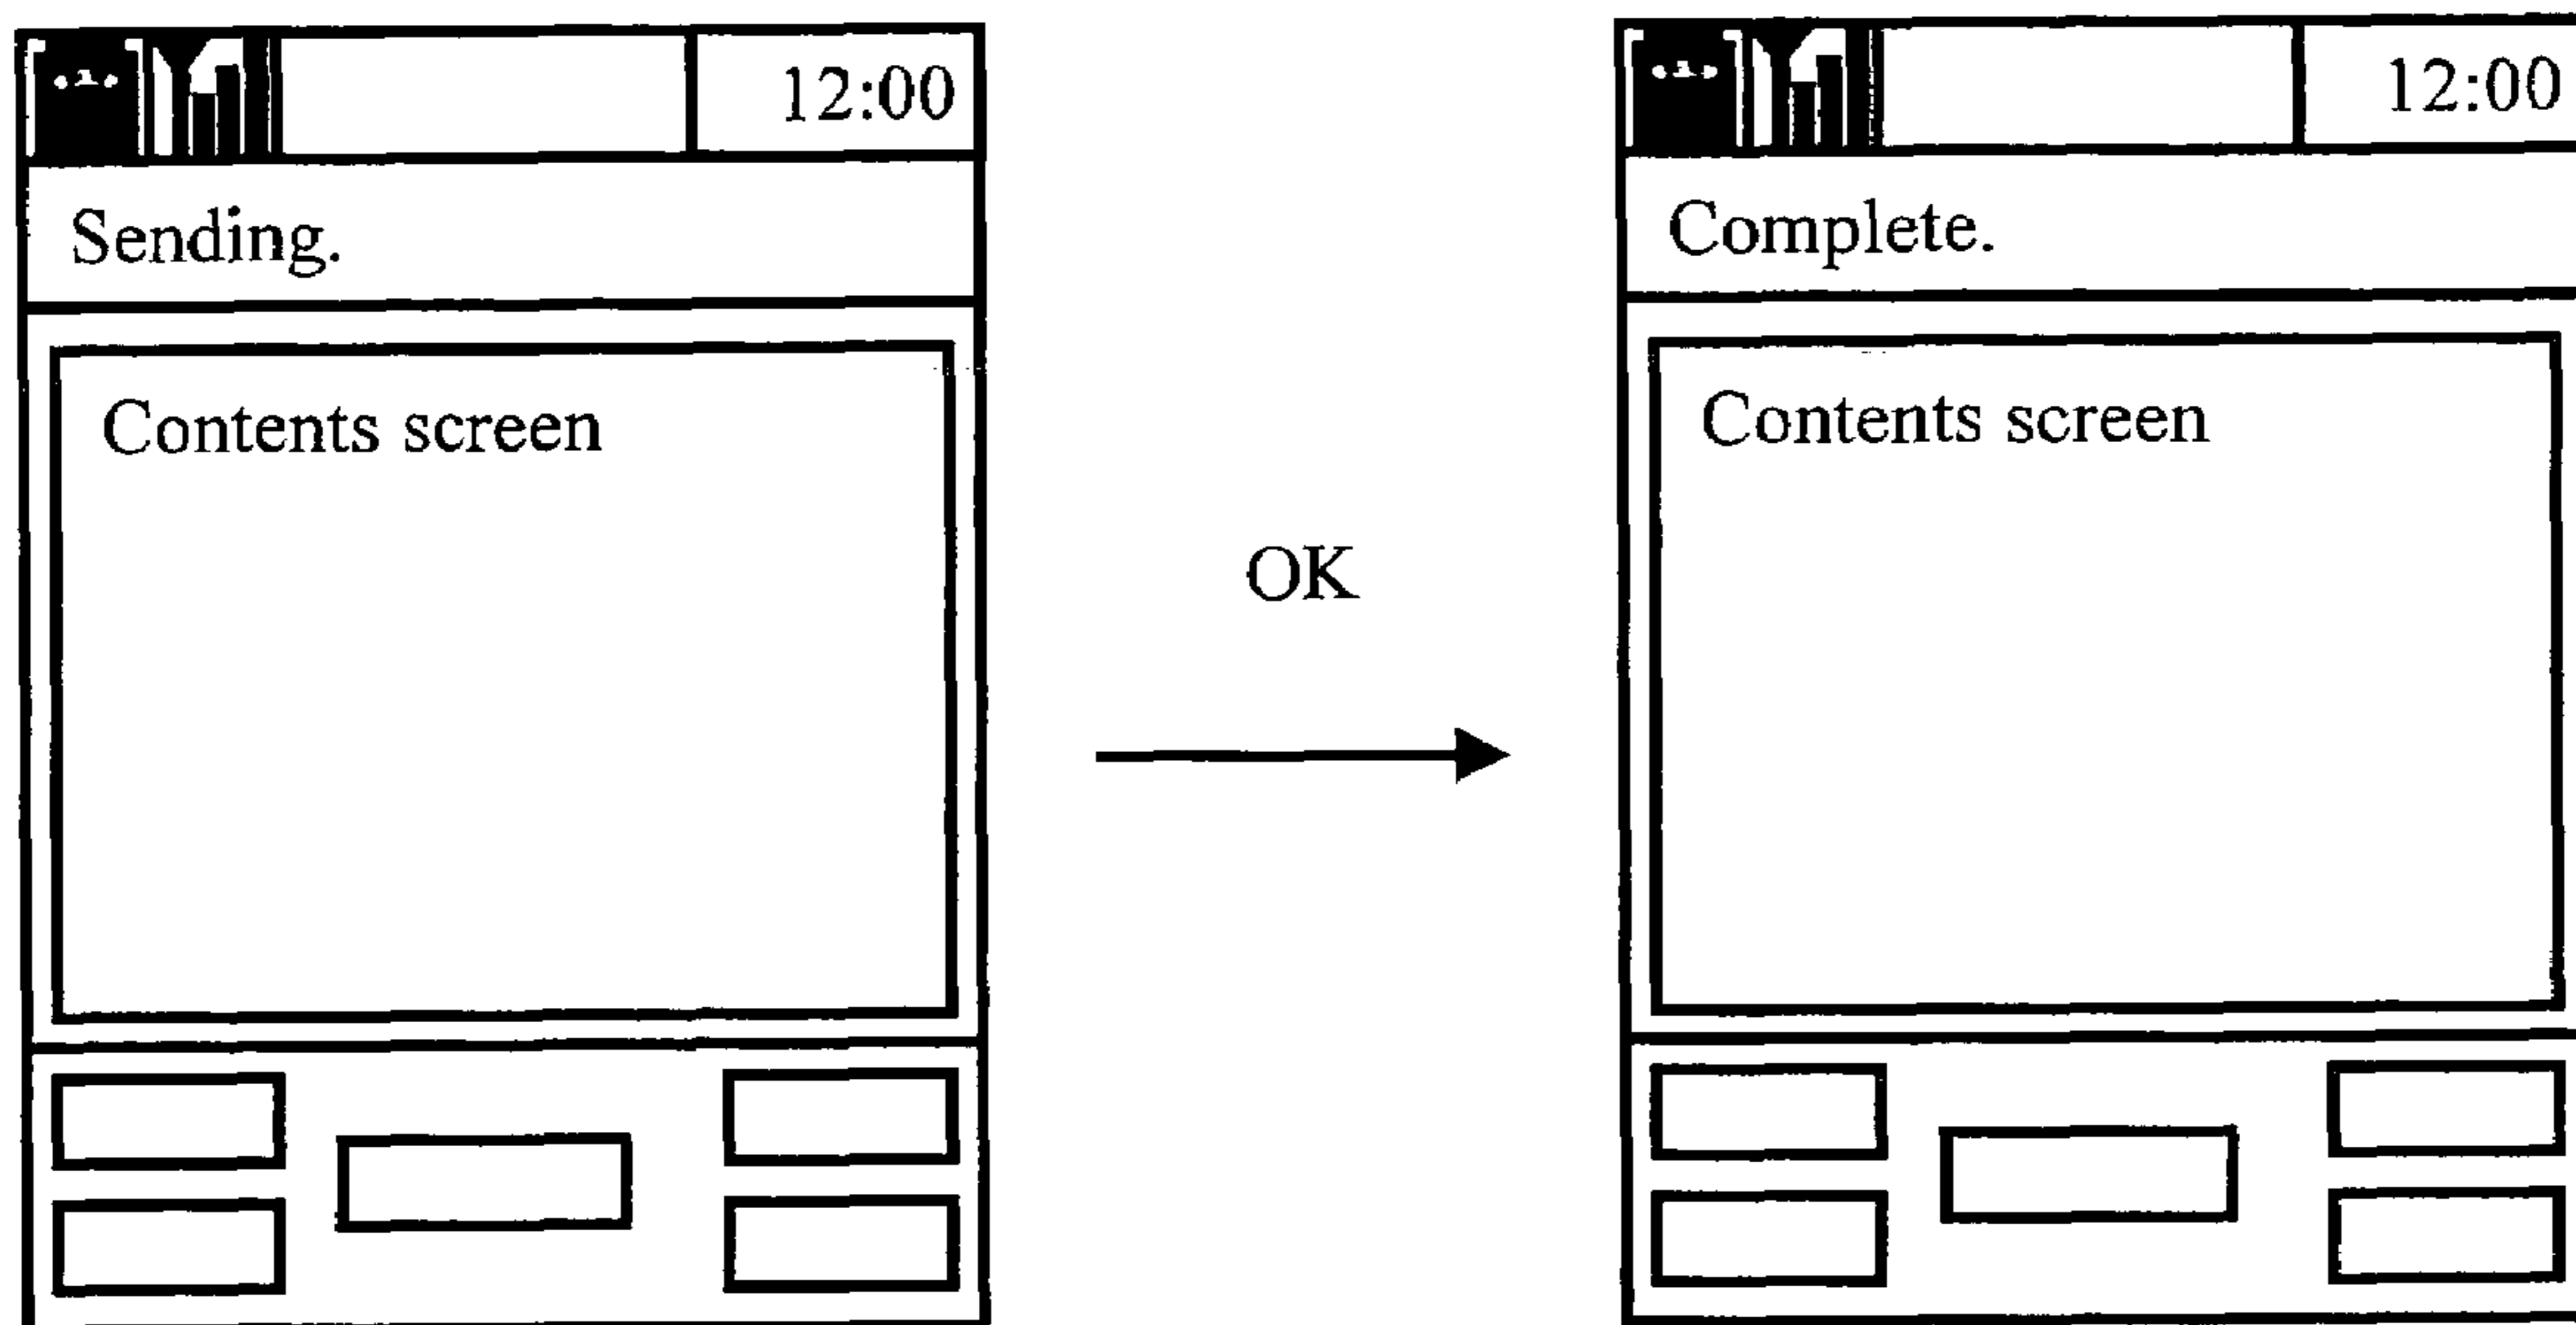 12:00
Sending.
Contents screen
OK
12:00
Complete.
Contents screen